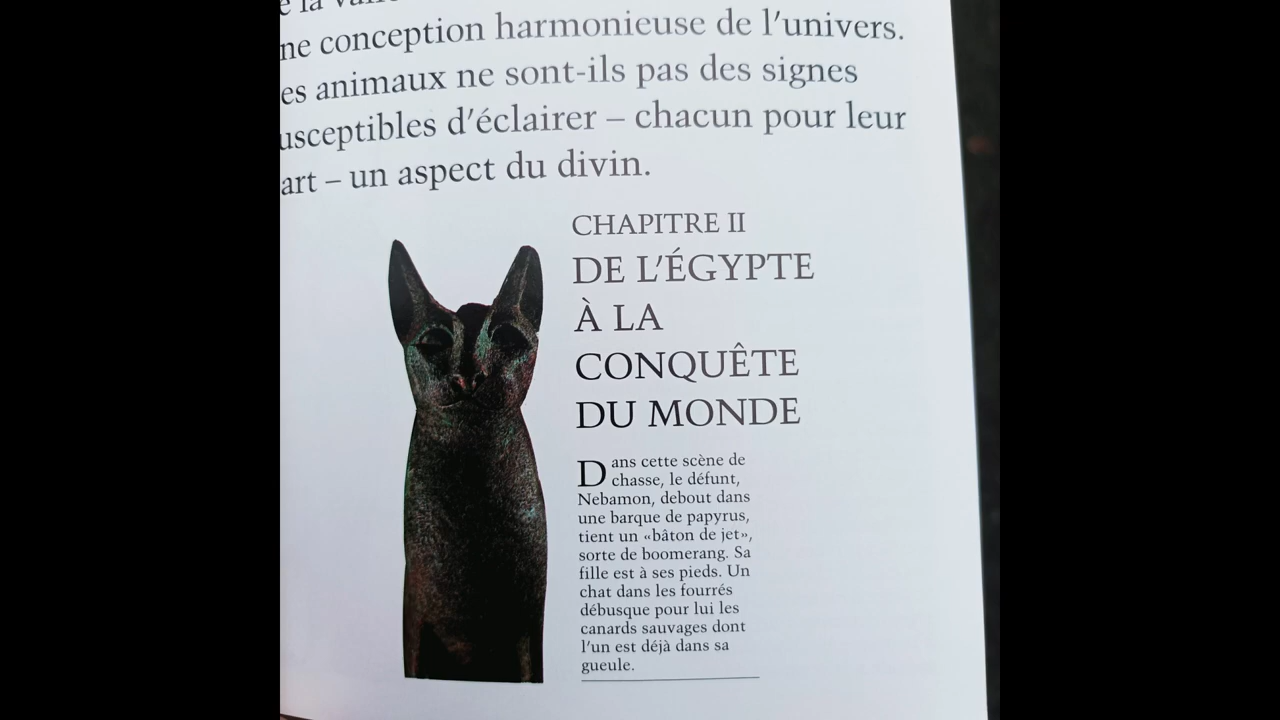 ne conception harmonieuse de l'univers.
es animaux ne sont-ils pas des signes
usceptibles d'éclairer – chacun pour leur
art – un aspect du divin.
CHAPITRE II
DE L'ÉGYPTE
À LA
CONQUÊTE
DU MONDE
Dans cette scène de
chasse, le défunt,
Nebamon, debout dans
une barque de papyrus,
tient un «bâton de jet»,
sorte de boomerang. Sa
fille est à ses pieds. Un
chat dans les fourrés
débusque pour lui les
canards sauvages dont
l'un est déjà dans sa
gueule.